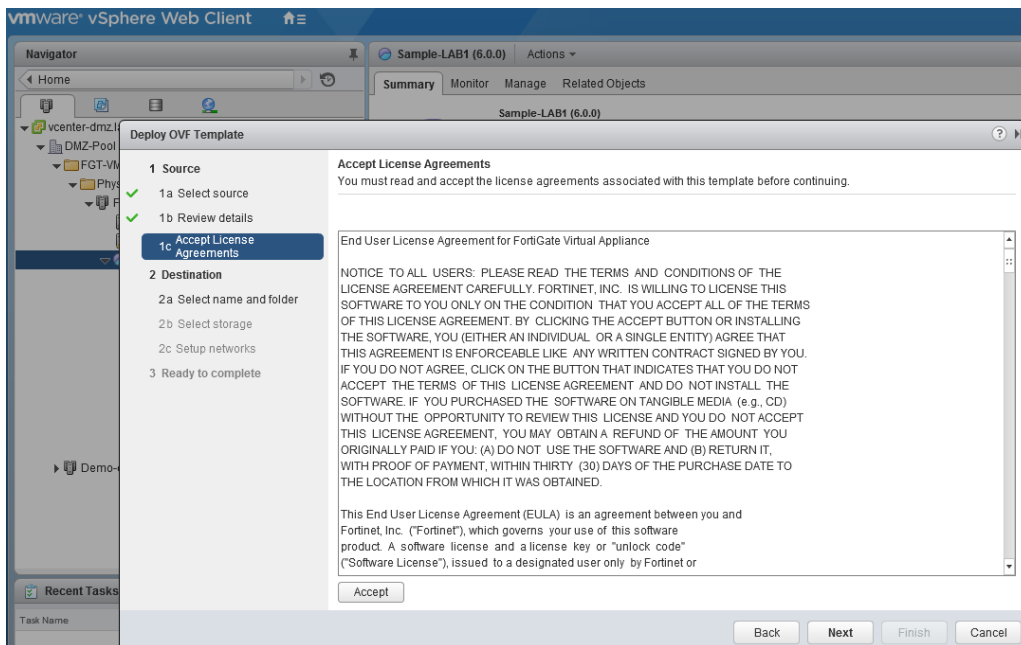 vmware® vSphere Web Client
Navigator
Sample-LAB1 (6.0.0) Actions
Home
Summary Monitor Manage Related Objects
Sample-LAB1 (6.0.0)
DMZ-Pool
Deploy OVF Template
1 Source
1a Select source
1b Review details
1c Accept License
Agreements
2 Destination
2a Select name and folder
2b Select storage
2c Setup networks
3 Ready to complete
Accept License Agreements
You must read and accept the license agreements associated with this template before continuing.
End User License Agreement for FortiGate Virtual Appliance
NOTICE TO ALL USERS: PLEASE READ THE TERMS AND CONDITIONS OF THE
LICENSE AGREEMENT CAREFULLY. FORTINET, INC. IS WILLING TO LICENSE THIS
SOFTWARE TO YOU ONLY ON THE CONDITION THAT YOU ACCEPT ALL OF THE TERMS
OF THIS LICENSE AGREEMENT. BY CLICKING THE ACCEPT BUTTON OR INSTALLING
THE SOFTWARE, YOU (EITHER AN INDIVIDUAL OR A SINGLE ENTITY) AGREE THAT
THIS AGREEMENT IS ENFORCEABLE LIKE ANY WRITTEN CONTRACT SIGNED BY YOU.
IF YOU DO NOT AGREE, CLICK ON THE BUTTON THAT INDICATES THAT YOU DO NOT
ACCEPT THE TERMS OF THIS LICENSE AGREEMENT AND DO NOT INSTALL THE
SOFTWARE. IF YOU PURCHASED THE SOFTWARE ON TANGIBLE MEDIA (e.g., CD)
WITHOUT THE OPPORTUNITY TO REVIEW THIS LICENSE AND YOU DO NOT ACCEPT
THIS LICENSE AGREEMENT, YOU MAY OBTAIN A REFUND OF THE AMOUNT YOU
ORIGINALLY PAID IF YOU: (A) DO NOT USE THE SOFTWARE AND (B) RETURN IT,
WITH PROOF OF PAYMENT, WITHIN THIRTY (30) DAYS OF THE PURCHASE DATE TO
THE LOCATION FROM WHICH IT WAS OBTAINED.
This End User License Agreement (EULA) is an agreement between you and
Fortinet, Inc. ("Fortinet"), which governs your use of this software
product. A software license and a license key or "unlock code"
("Software License"), issued to a designated user only by Fortinet or
Accept
Recent Tasks
Task Name
Back Next Finish Cancel